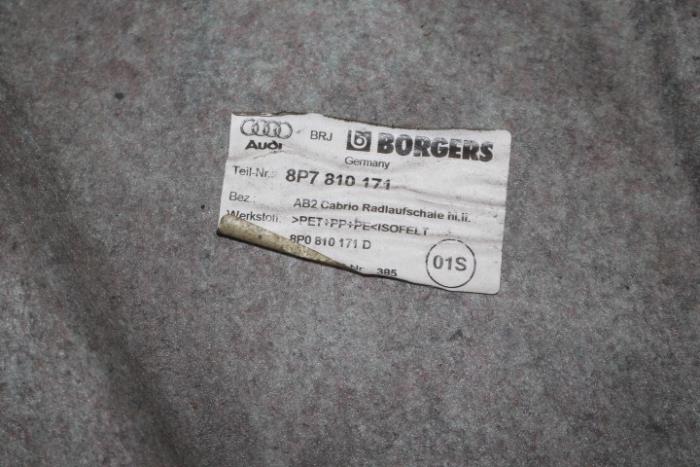 Audi BRJ BORGERS
Germany
Teil-Nr.: 8P7 810 171
Bez.: AB2 Cabrio Radlaufschale hi.li.
Werkstoff: >PET+PP+PE<ISOFELT
8P0 810 171 D
Nr. 385
01S